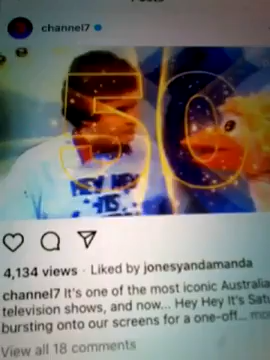 channel7
50
HEY HEY
IT'S
4,134 views · Liked by jonesyandamanda
channel7 It's one of the most iconic Australia
television shows, and now... Hey Hey It's Satu
bursting onto our screens for a one-off... mo
View all 18 comments